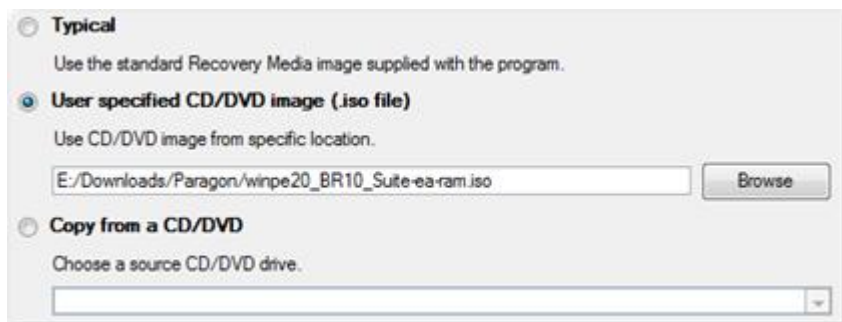 Typical
Use the standard Recovery Media image supplied with the program.
User specified CD/DVD image (.iso file)
Use CD/DVD image from specific location.
E:/Downloads/Paragon/winpe20_BR10_Suite-ea-ram.iso
Browse
Copy from a CD/DVD
Choose a source CD/DVD drive.